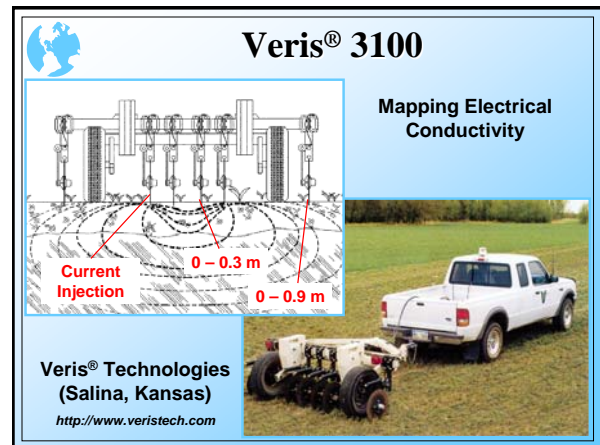 Veris® 3100
Mapping Electrical
Conductivity
Current
Injection
0 – 0.3 m
0 – 0.9 m
Veris® Technologies
(Salina, Kansas)
http://www.veristech.com